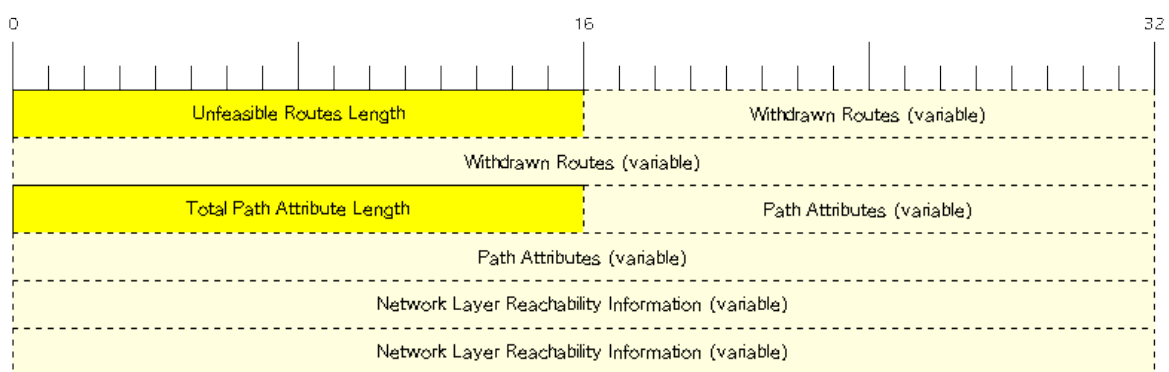 0 16 32
Unfeasible Routes Length Withdrawn Routes (variable)
Withdrawn Routes (variable)
Total Path Attribute Length Path Attributes (variable)
Path Attributes (variable)
Network Layer Reachability Information (variable)
Network Layer Reachability Information (variable)